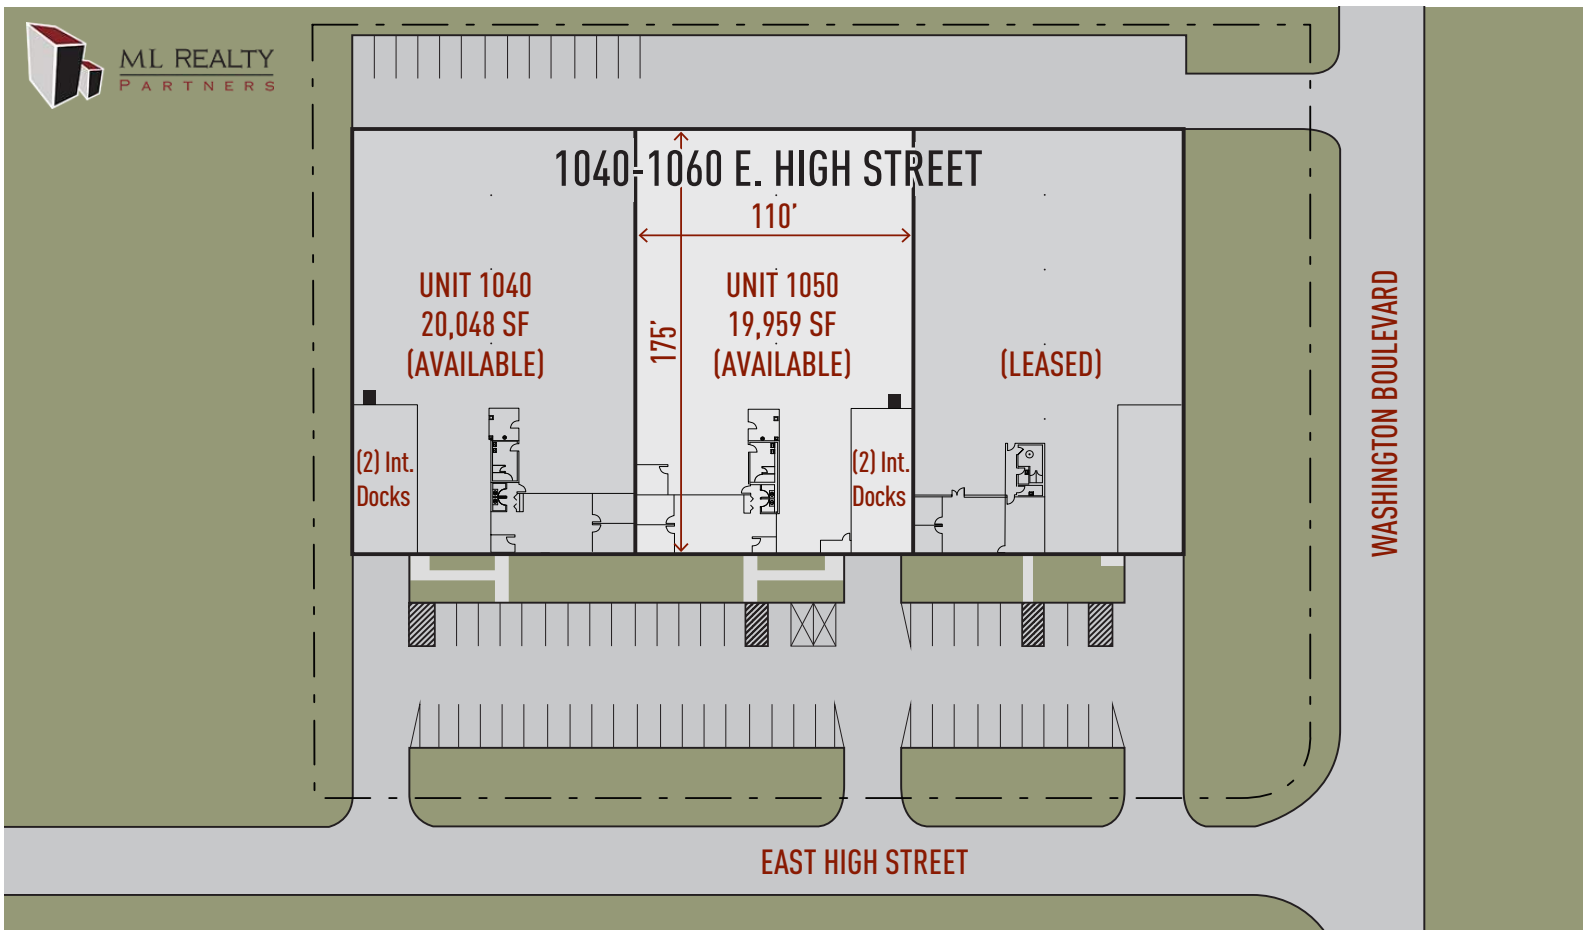 ML REALTY
PARTNERS
1040-1060 E. HIGH STREET
110'
175'
UNIT 1040
20,048 SF
(AVAILABLE)
UNIT 1050
19,959 SF
(AVAILABLE)
(LEASED)
(2) Int.
Docks
(2) Int.
Docks
WASHINGTON BOULEVARD
EAST HIGH STREET